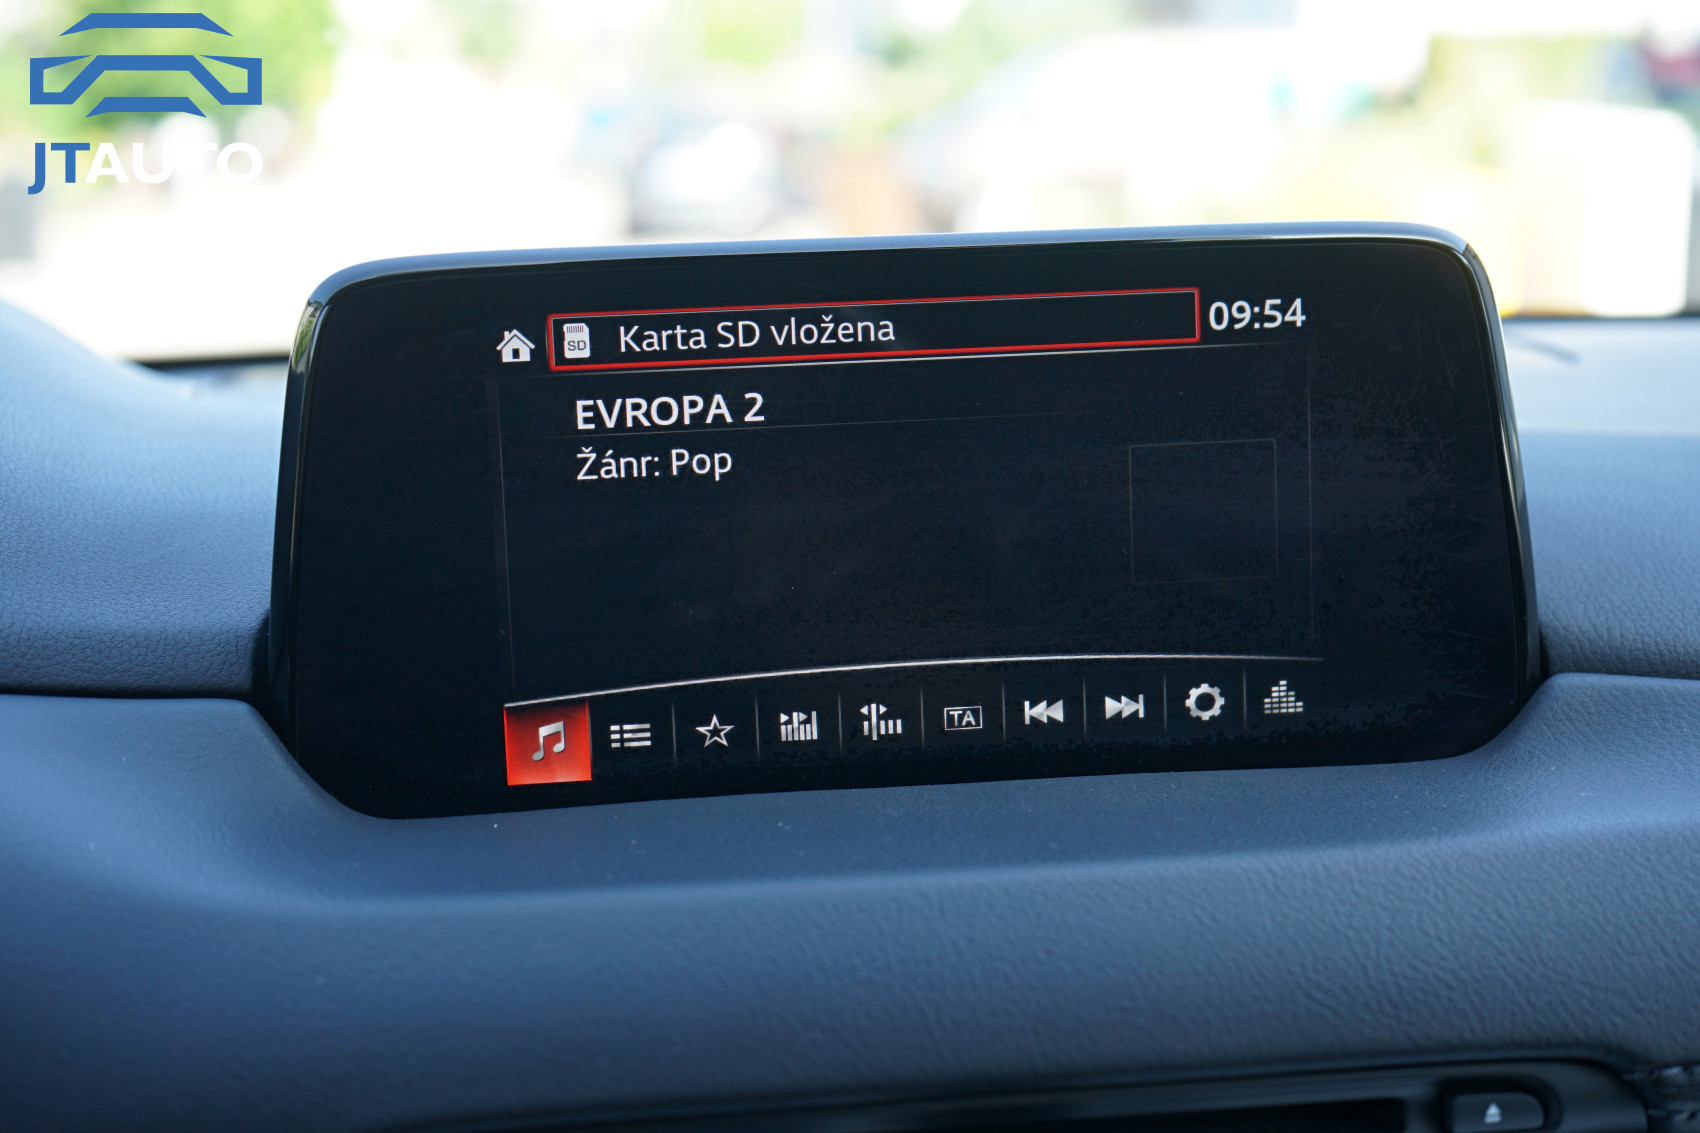 JTAUTO
SD Karta SD vložena 09:54
EVROPA 2
Žánr: Pop
TA